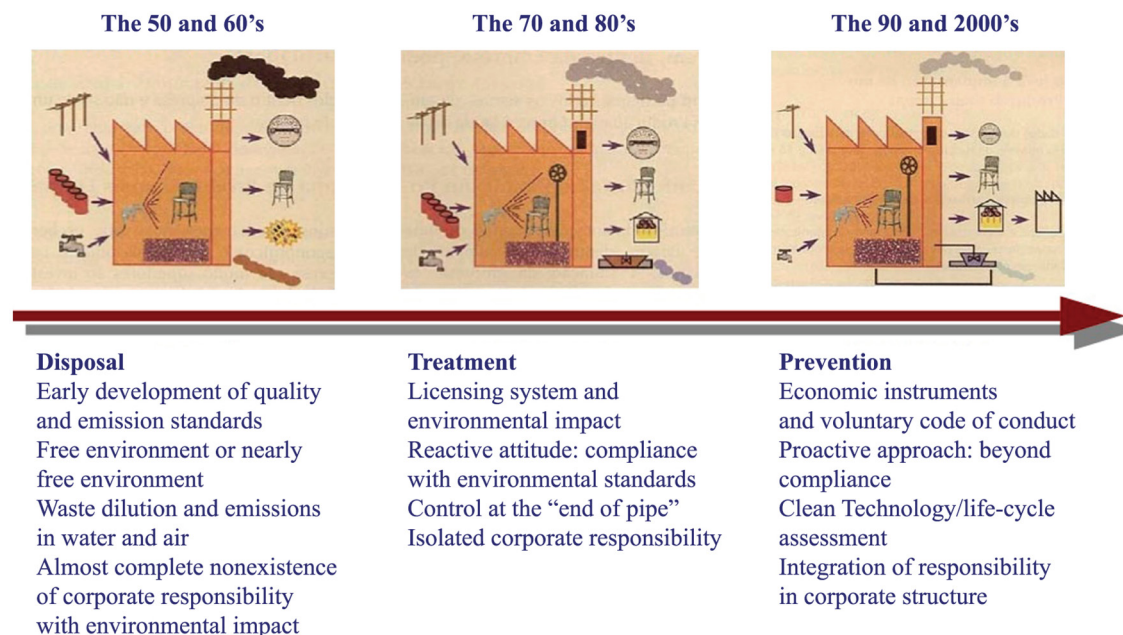 The 50 and 60’s
The 70 and 80’s
The 90 and 2000’s
Disposal
Early development of quality
and emission standards
Free environment or nearly
free environment
Waste dilution and emissions
in water and air
Almost complete nonexistence
of corporate responsibility
with environmental impact
Treatment
Licensing system and
environmental impact
Reactive attitude: compliance
with environmental standards
Control at the “end of pipe”
Isolated corporate responsibility
Prevention
Economic instruments
and voluntary code of conduct
Proactive approach: beyond
compliance
Clean Technology/life-cycle
assessment
Integration of responsibility
in corporate structure